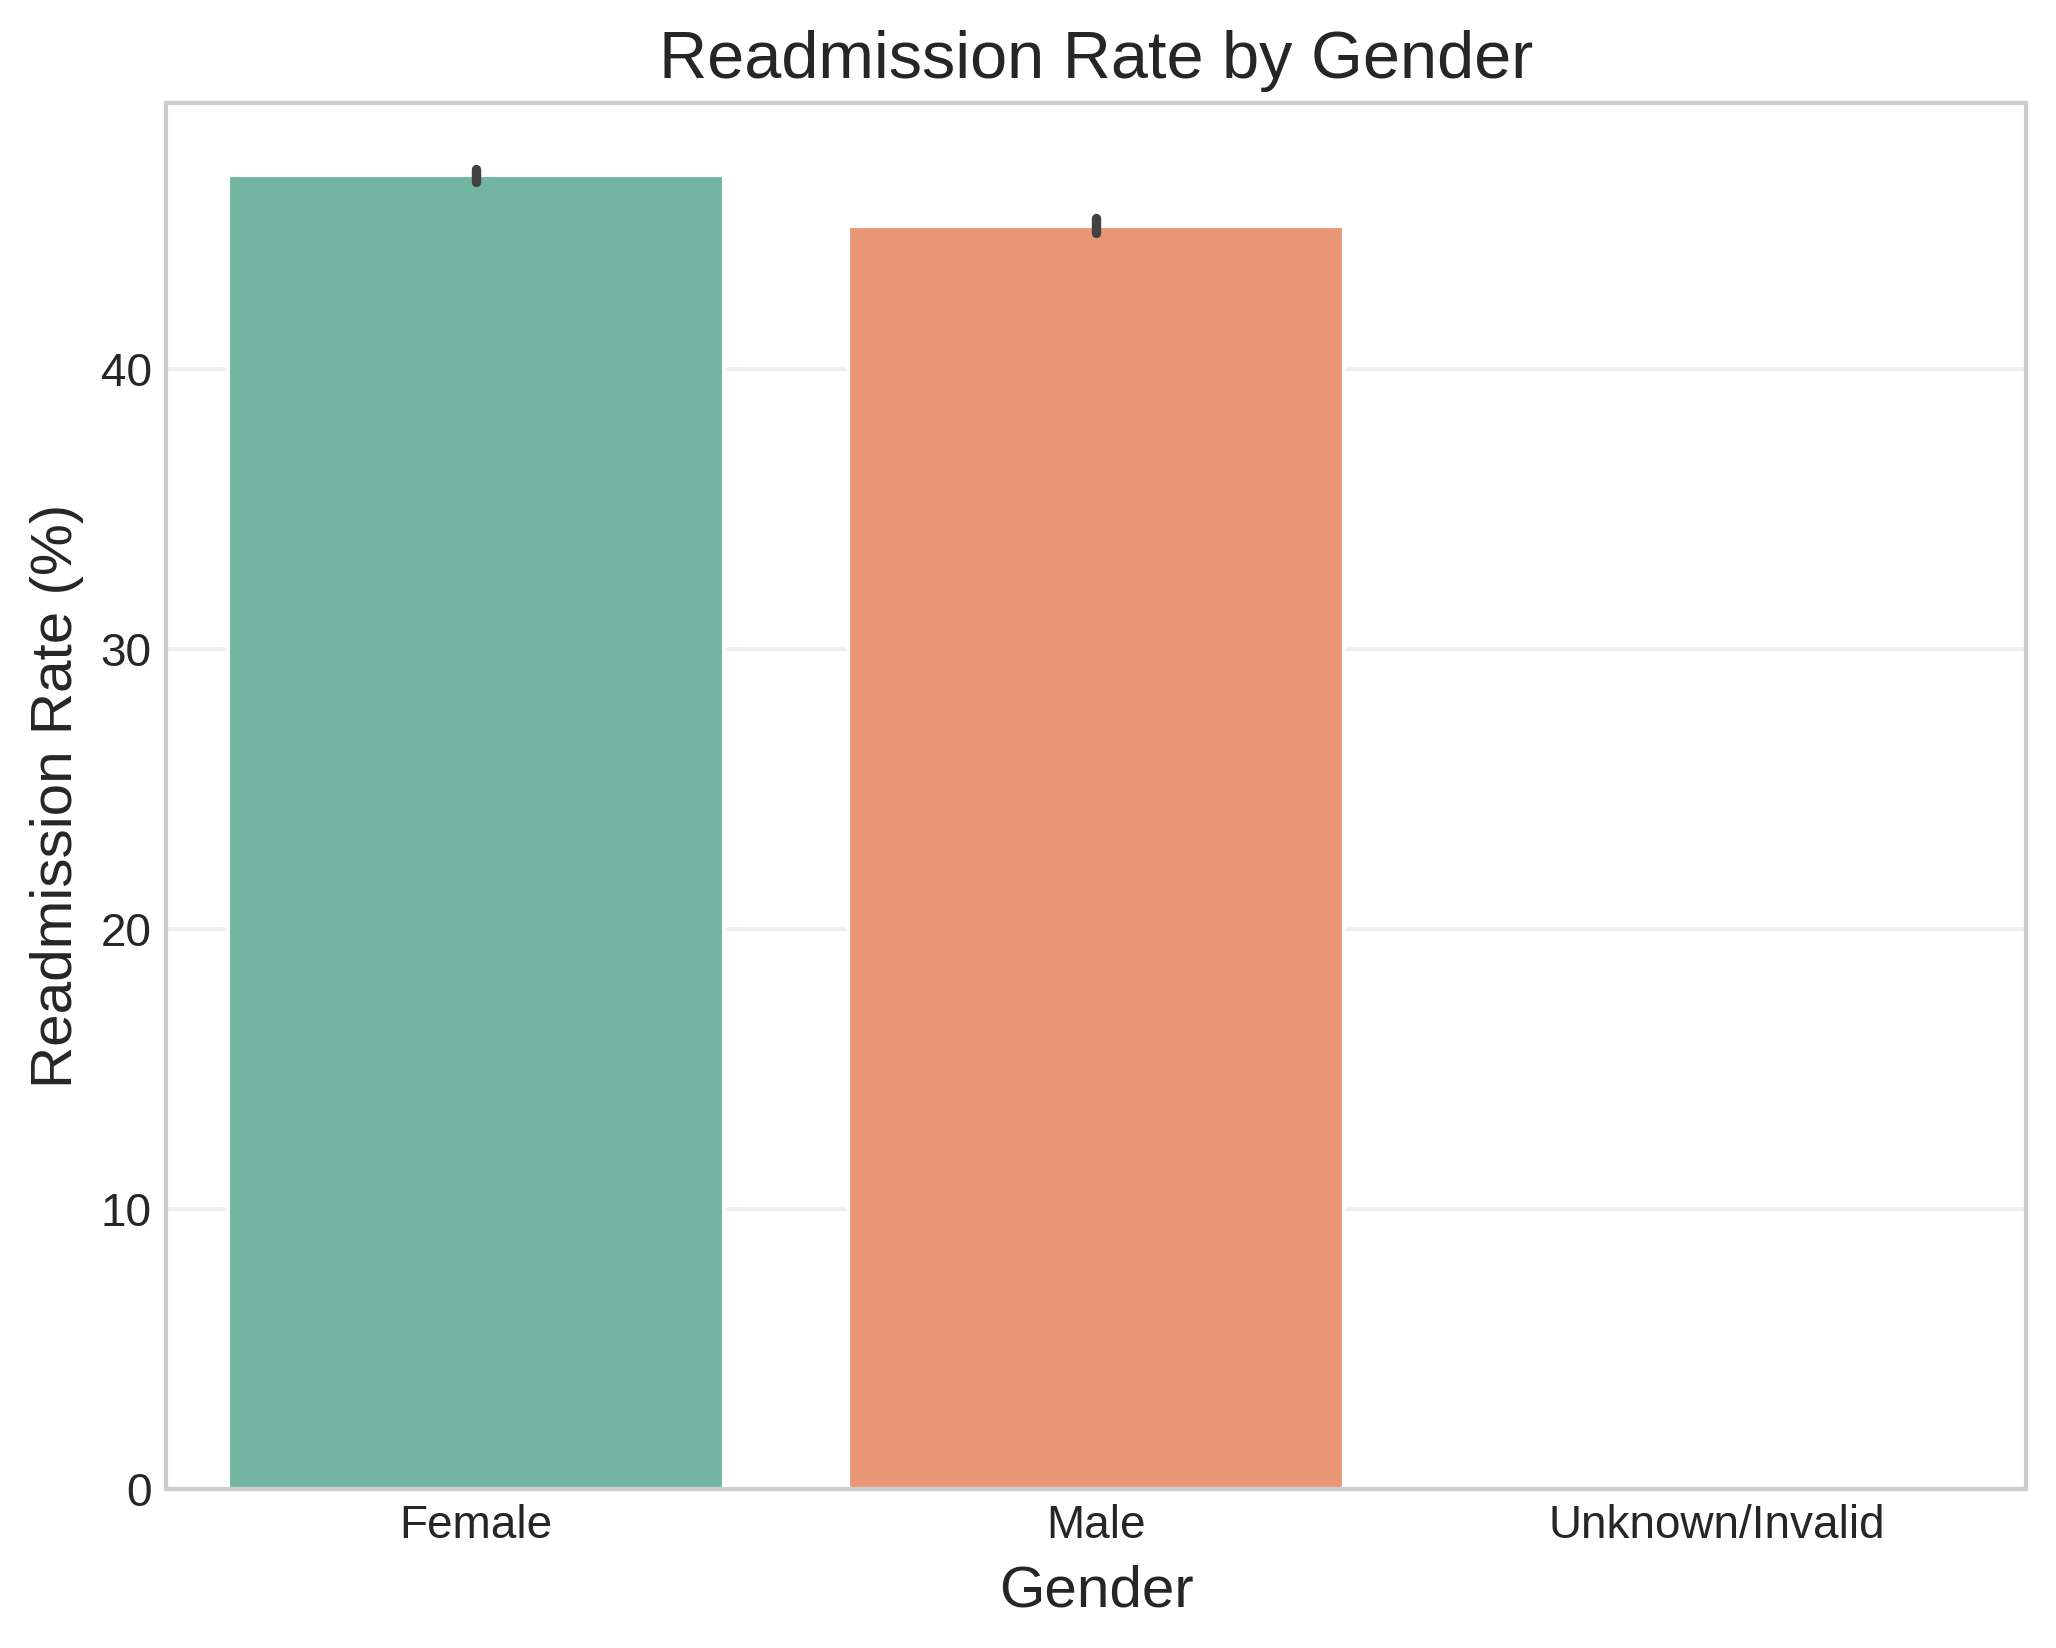 Readmission Rate by Gender
Readmission Rate (%)
40
30
20
10
0
Female
Male
Unknown/Invalid
Gender